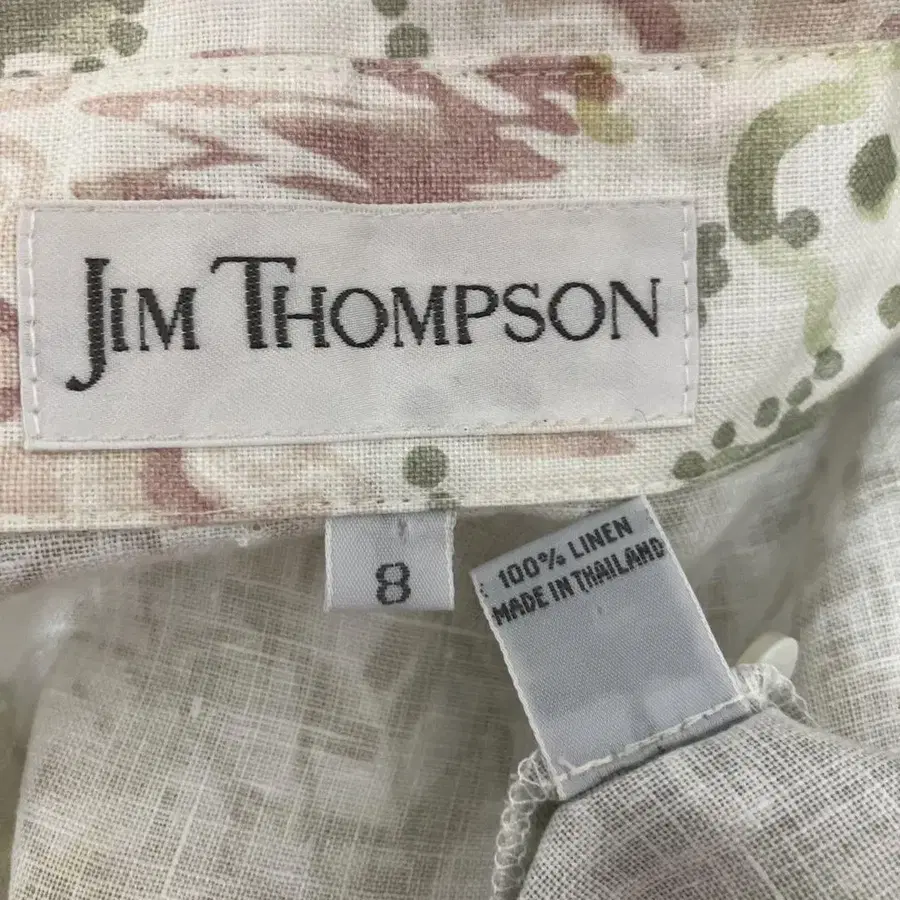 JIM THOMPSON
8
100% LINEN
MADE IN THAILAND